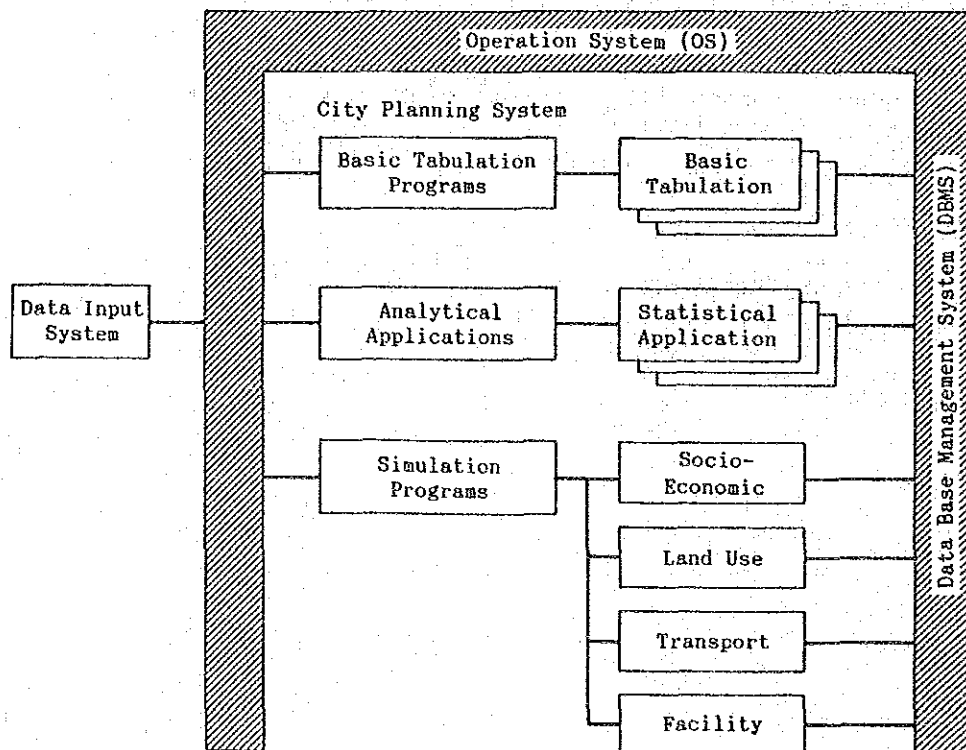 Operation System (OS)
City Planning System
Basic Tabulation
Programs
Basic
Tabulation
Data Input
System
Analytical
Applications
Statistical
Application
Simulation
Programs
Socio-
Economic
Land Use
Transport
Facility
Data Base Management System (DBMS)